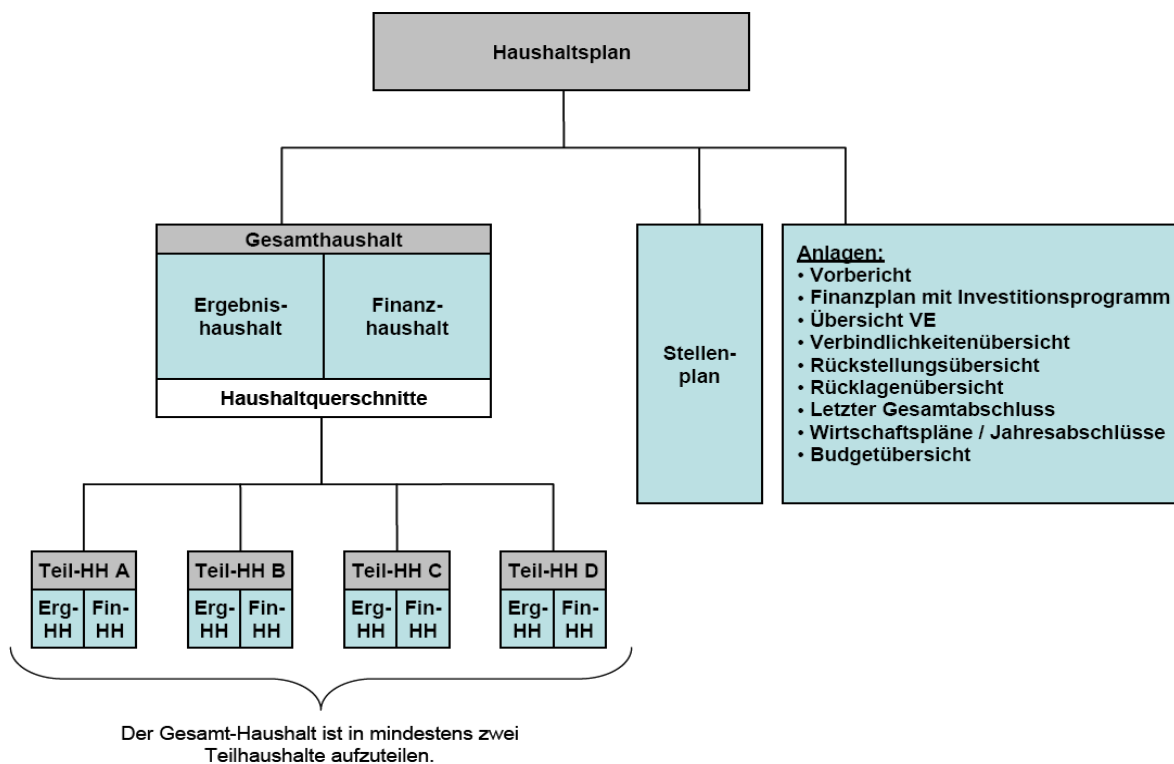 Haushaltsplan
Gesamthaushalt
Ergebnis-
haushalt
Finanz-
haushalt
Haushaltquerschnitte
Stellen-
plan
Anlagen:
• Vorbericht
• Finanzplan mit Investitionsprogramm
• Übersicht VE
• Verbindlichkeitenübersicht
• Rückstellungsübersicht
• Rücklagenübersicht
• Letzter Gesamtabschluss
• Wirtschaftspläne / Jahresabschlüsse
• Budgetübersicht
Teil-HH A
Erg-
HH
Fin-
HH
Teil-HH B
Erg-
HH
Fin-
HH
Teil-HH C
Erg-
HH
Fin-
HH
Teil-HH D
Erg-
HH
Fin-
HH
Der Gesamt-Haushalt ist in mindestens zwei
Teilhaushalte aufzuteilen.